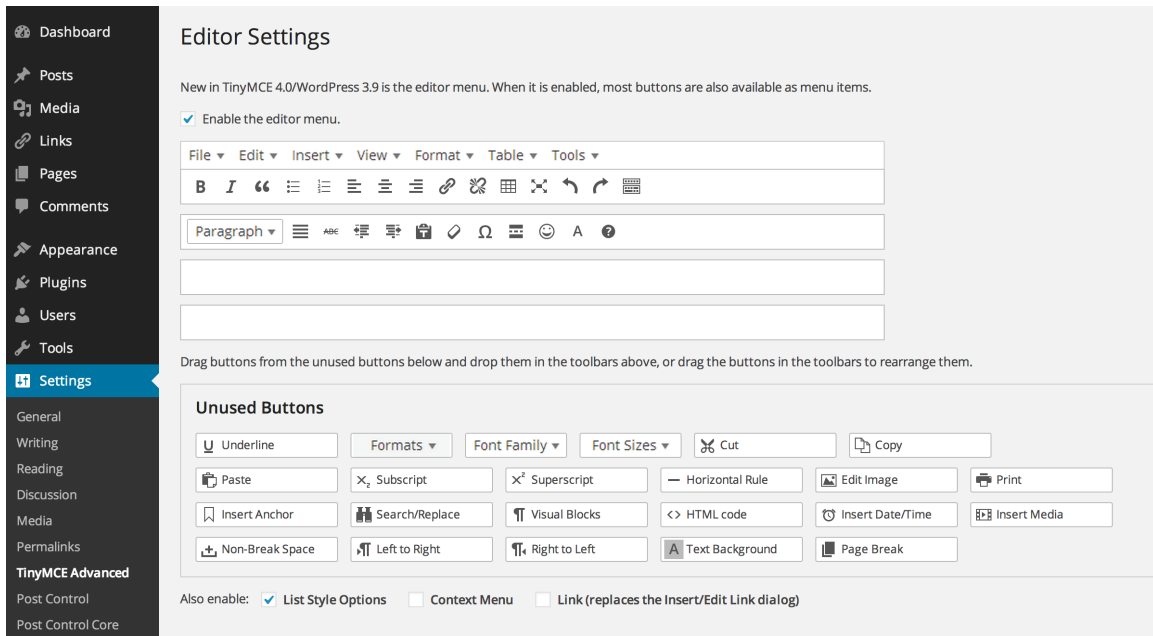 Dashboard
Posts
Media
Links
Pages
Comments
Appearance
Plugins
Users
Tools
Settings
General
Writing
Reading
Discussion
Media
Permalinks
TinyMCE Advanced
Post Control
Post Control Core
Editor Settings
New in TinyMCE 4.0/WordPress 3.9 is the editor menu. When it is enabled, most buttons are also available as menu items.
Enable the editor menu.
File Edit Insert View Format Table Tools
B I
Paragraph ABC Ω A ?
Drag buttons from the unused buttons below and drop them in the toolbars above, or drag the buttons in the toolbars to rearrange them.
Unused Buttons
U Underline Formats Font Family Font Sizes Cut Copy
Paste x₂ Subscript x² Superscript — Horizontal Rule Edit Image Print
Insert Anchor Search/Replace ¶ Visual Blocks <> HTML code Insert Date/Time Insert Media
Non-Break Space Left to Right Right to Left A Text Background Page Break
Also enable: List Style Options Context Menu Link (replaces the Insert/Edit Link dialog)